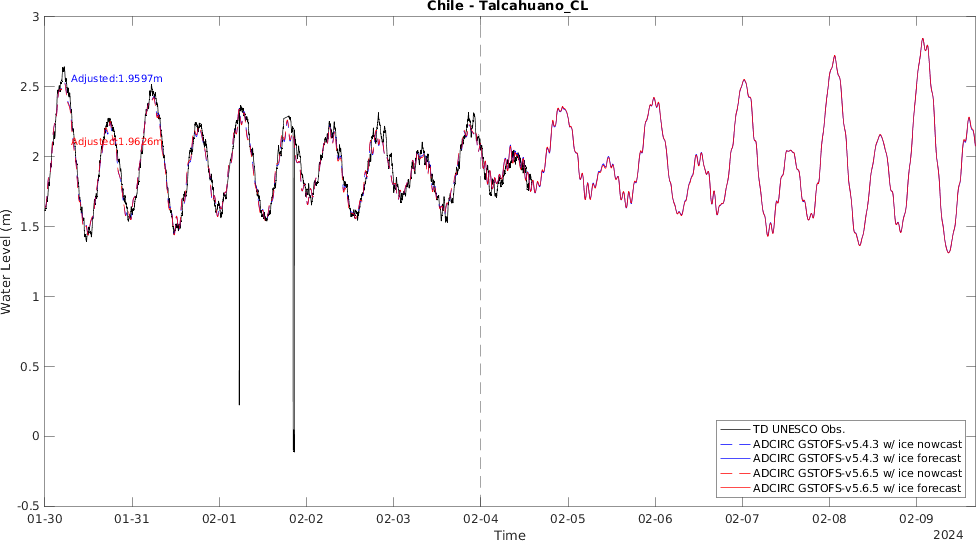 Chile - Talcahuano_CL
3
2.5
2
1.5
1
0.5
0
-0.5
Water Level (m)
Adjusted:1.9597m
Adjusted:1.9626m
TD UNESCO Obs.
ADCIRC GSTOFS-v5.4.3 w/ ice nowcast
ADCIRC GSTOFS-v5.4.3 w/ ice forecast
ADCIRC GSTOFS-v5.6.5 w/ ice nowcast
ADCIRC GSTOFS-v5.6.5 w/ ice forecast
01-30 01-31 02-01 02-02 02-03 02-04 02-05 02-06 02-07 02-08 02-09
Time
2024